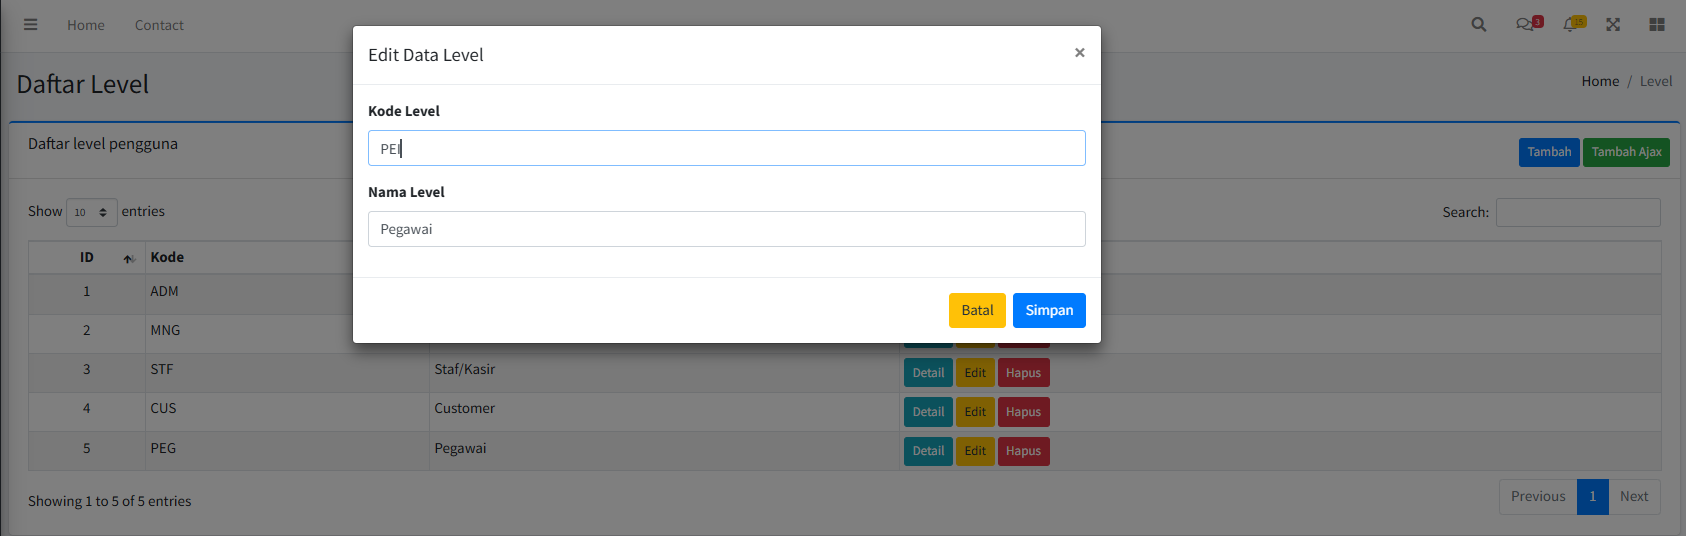 Home
Contact
3
15
Edit Data Level
×
Daftar Level
Home / Level
Kode Level
PEI
Daftar level pengguna
Tambah
Tambah Ajax
Nama Level
Pegawai
Show 10 entries
Search:
ID
Kode
1
ADM
Batal
Simpan
2
MNG
3
STF
Staf/Kasir
Detail
Edit
Hapus
4
CUS
Customer
Detail
Edit
Hapus
5
PEG
Pegawai
Detail
Edit
Hapus
Showing 1 to 5 of 5 entries
Previous
1
Next